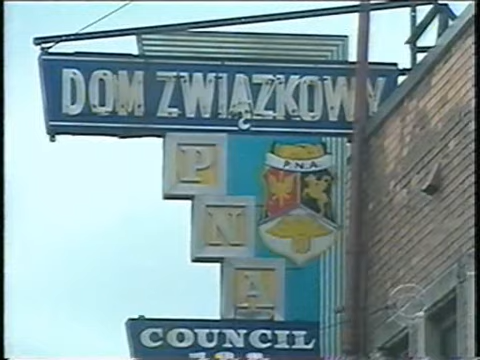 DOM ZWIĄZKOWY
P
N
A
P.N.A.
COUNCIL